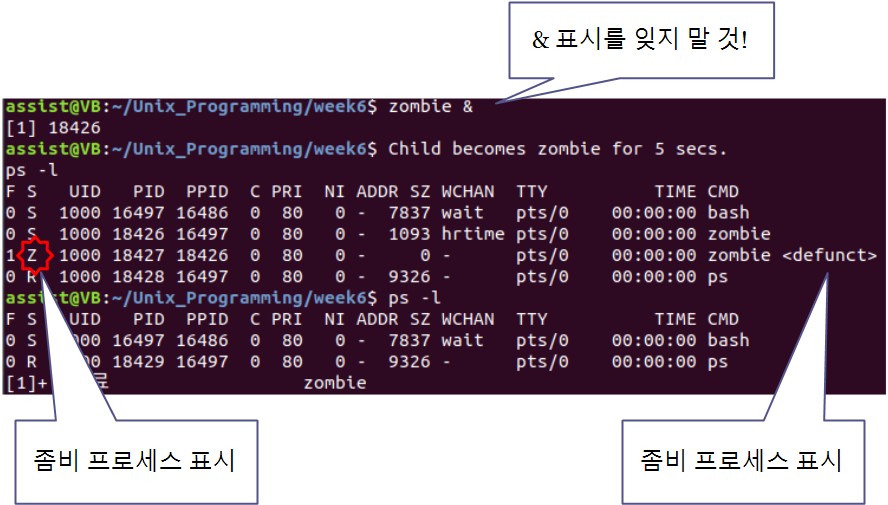 & 표시를 잊지 말 것!
assist@VB:~/Unix_Programming/week6$ zombie &
[1] 18426
assist@VB:~/Unix_Programming/week6$ Child becomes zombie for 5 secs.
ps -l
F S   UID   PID  PPID  C PRI  NI ADDR SZ WCHAN  TTY          TIME CMD
0 S  1000 16497 16486  0  80   0 -  7837 wait   pts/0    00:00:00 bash
0 S  1000 18426 16497  0  80   0 -  1093 hrtime pts/0    00:00:00 zombie
1 Z  1000 18427 18426  0  80   0 -     0 -      pts/0    00:00:00 zombie <defunct>
0 R  1000 18428 16497  0  80   0 -  9326 -      pts/0    00:00:00 ps
assist@VB:~/Unix_Programming/week6$ ps -l
F S   UID   PID  PPID  C PRI  NI ADDR SZ WCHAN  TTY          TIME CMD
0 S   000 16497 16486  0  80   0 -  7837 wait   pts/0    00:00:00 bash
0 R    00 18429 16497  0  80   0 -  9326 -      pts/0    00:00:00 ps
[1]+                    zombie
좀비 프로세스 표시
좀비 프로세스 표시